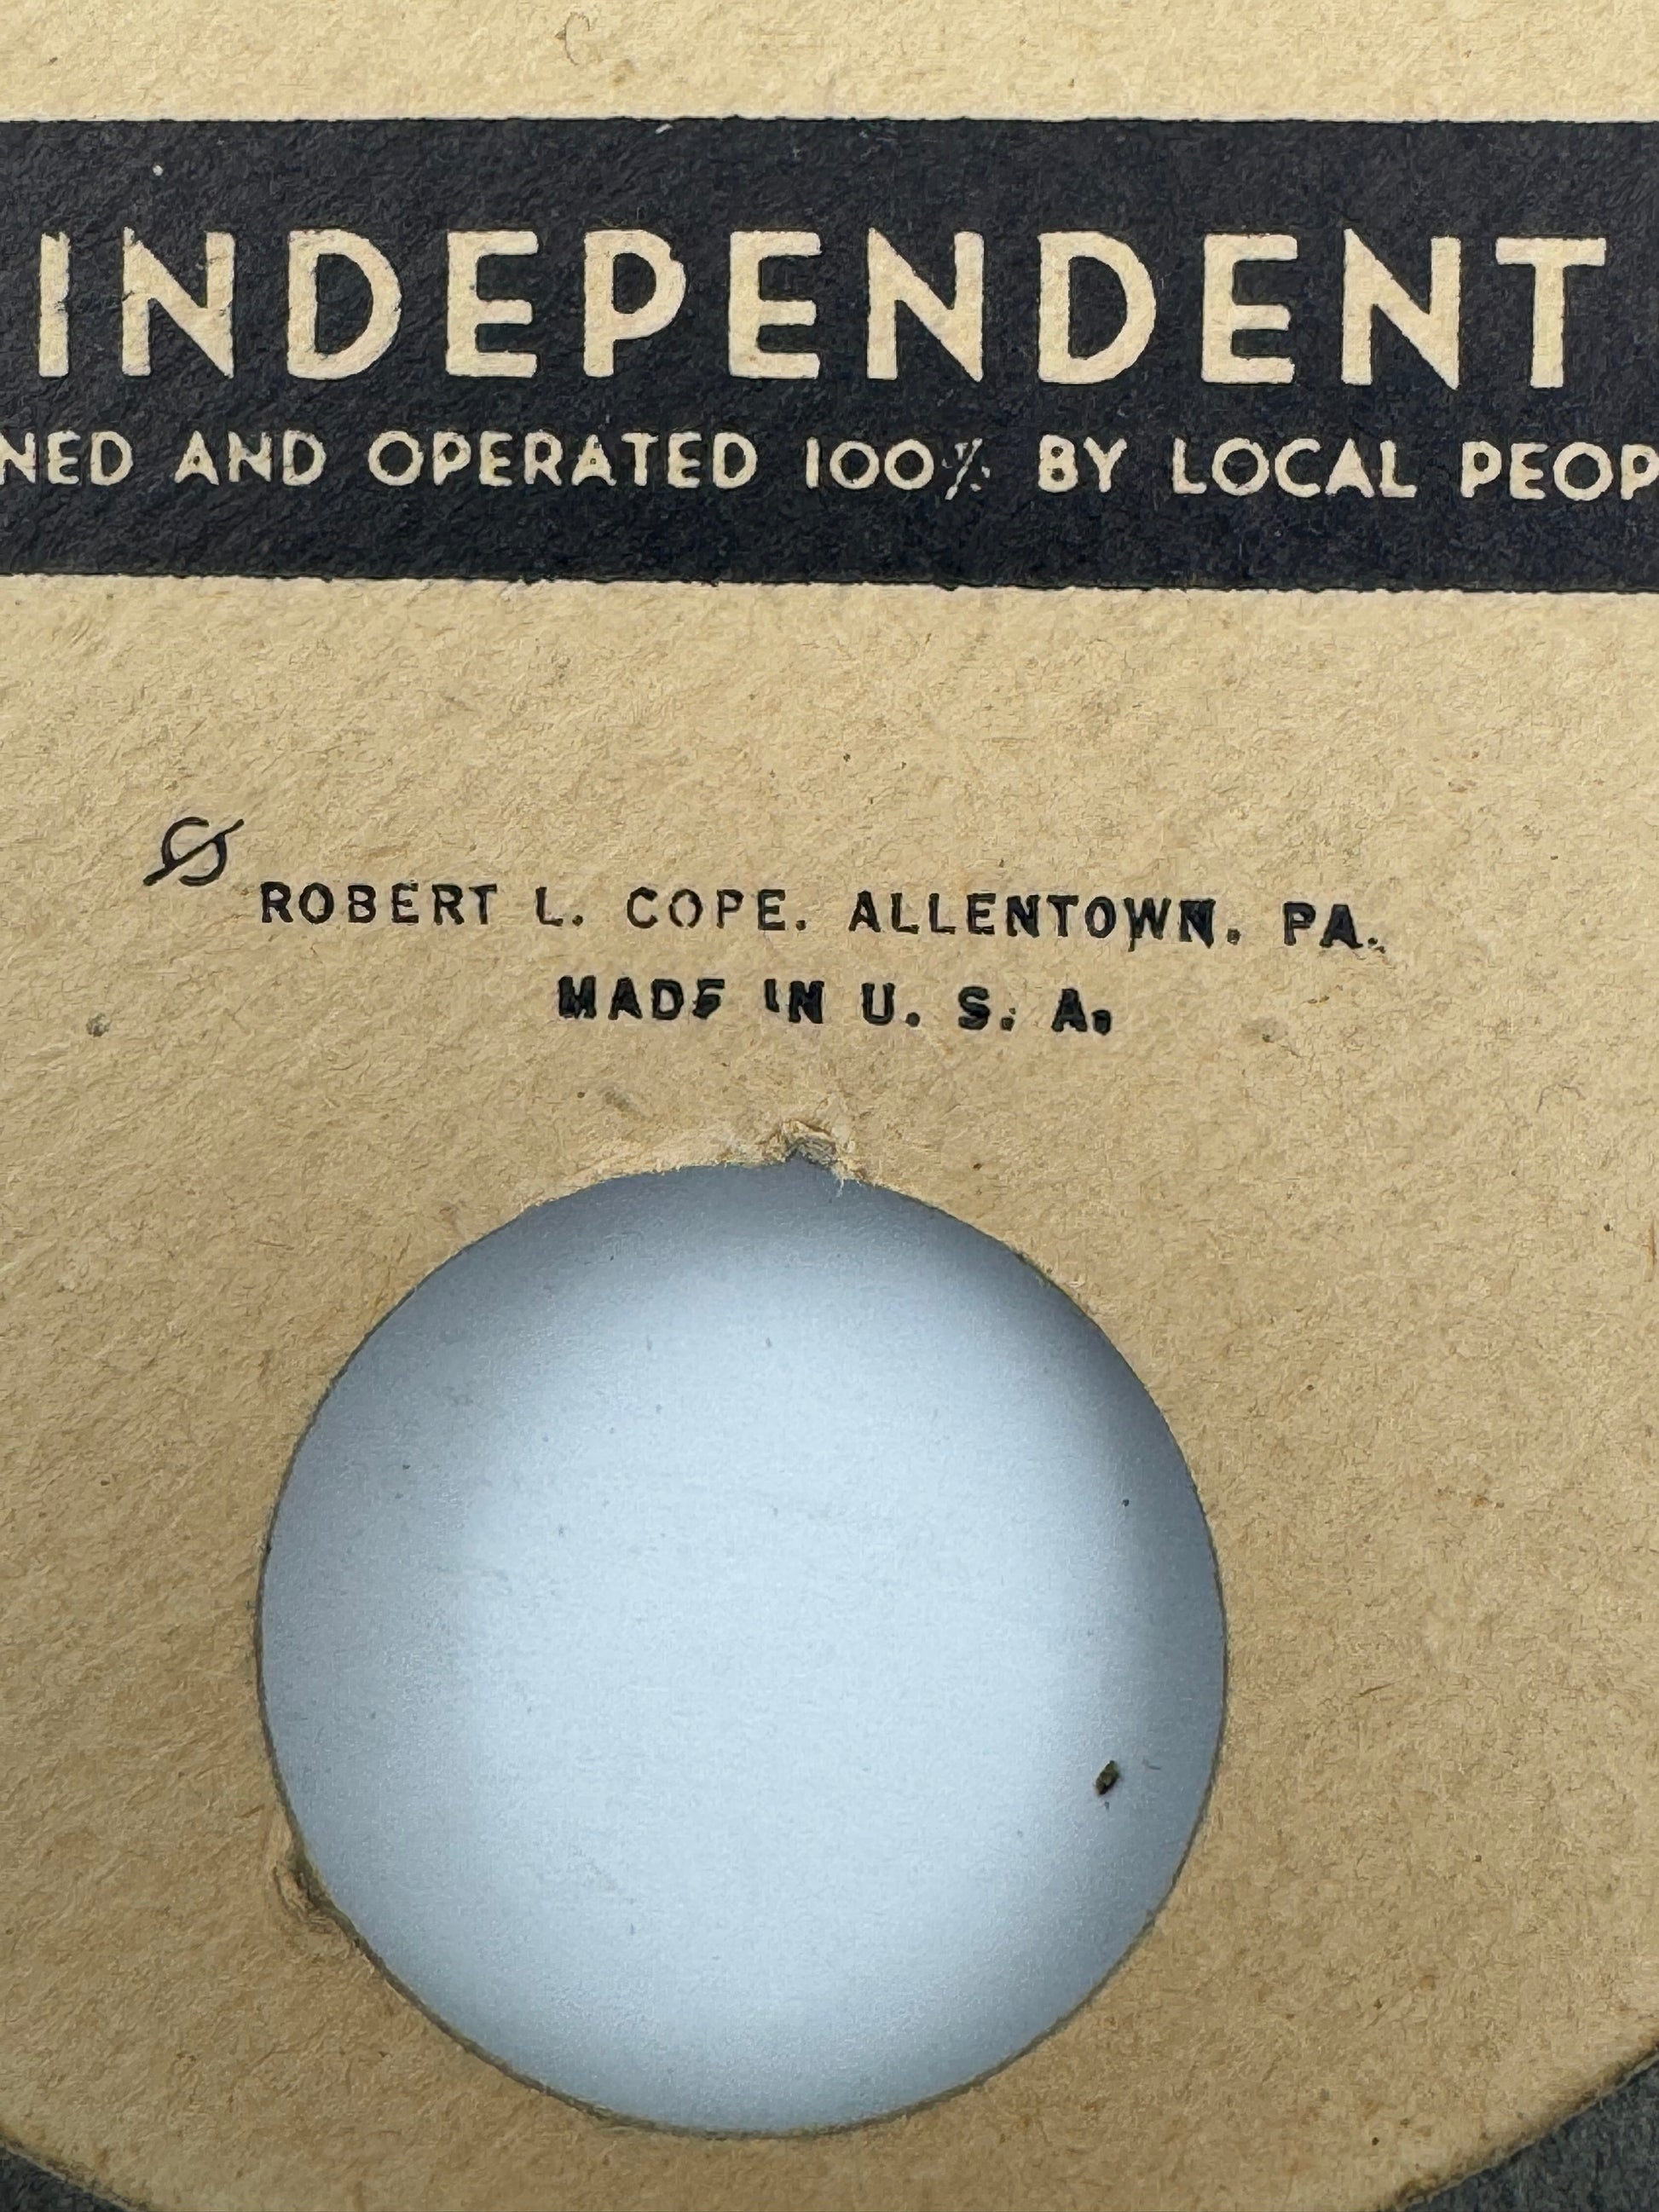 INDEPENDENT
NED AND OPERATED 100% BY LOCAL PEOP
ROBERT L. COPE. ALLENTOWN. PA.
MADE IN U. S. A.